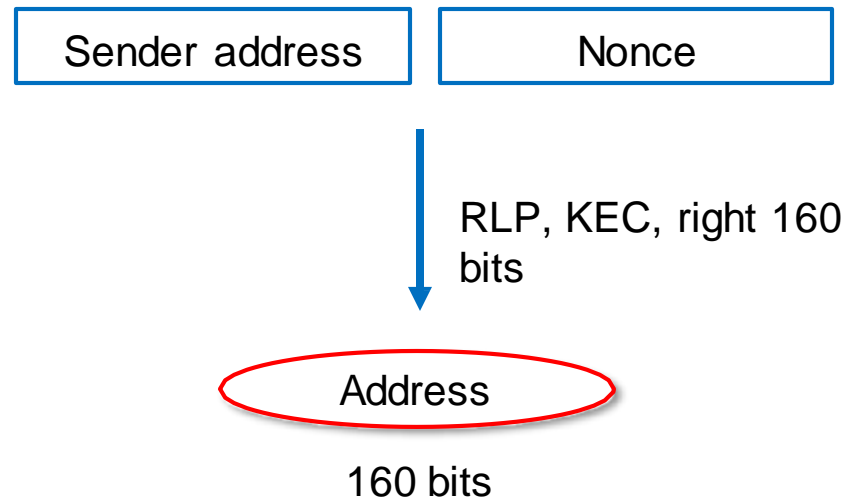 Sender address
Nonce
RLP, KEC, right 160
bits
Address
160 bits